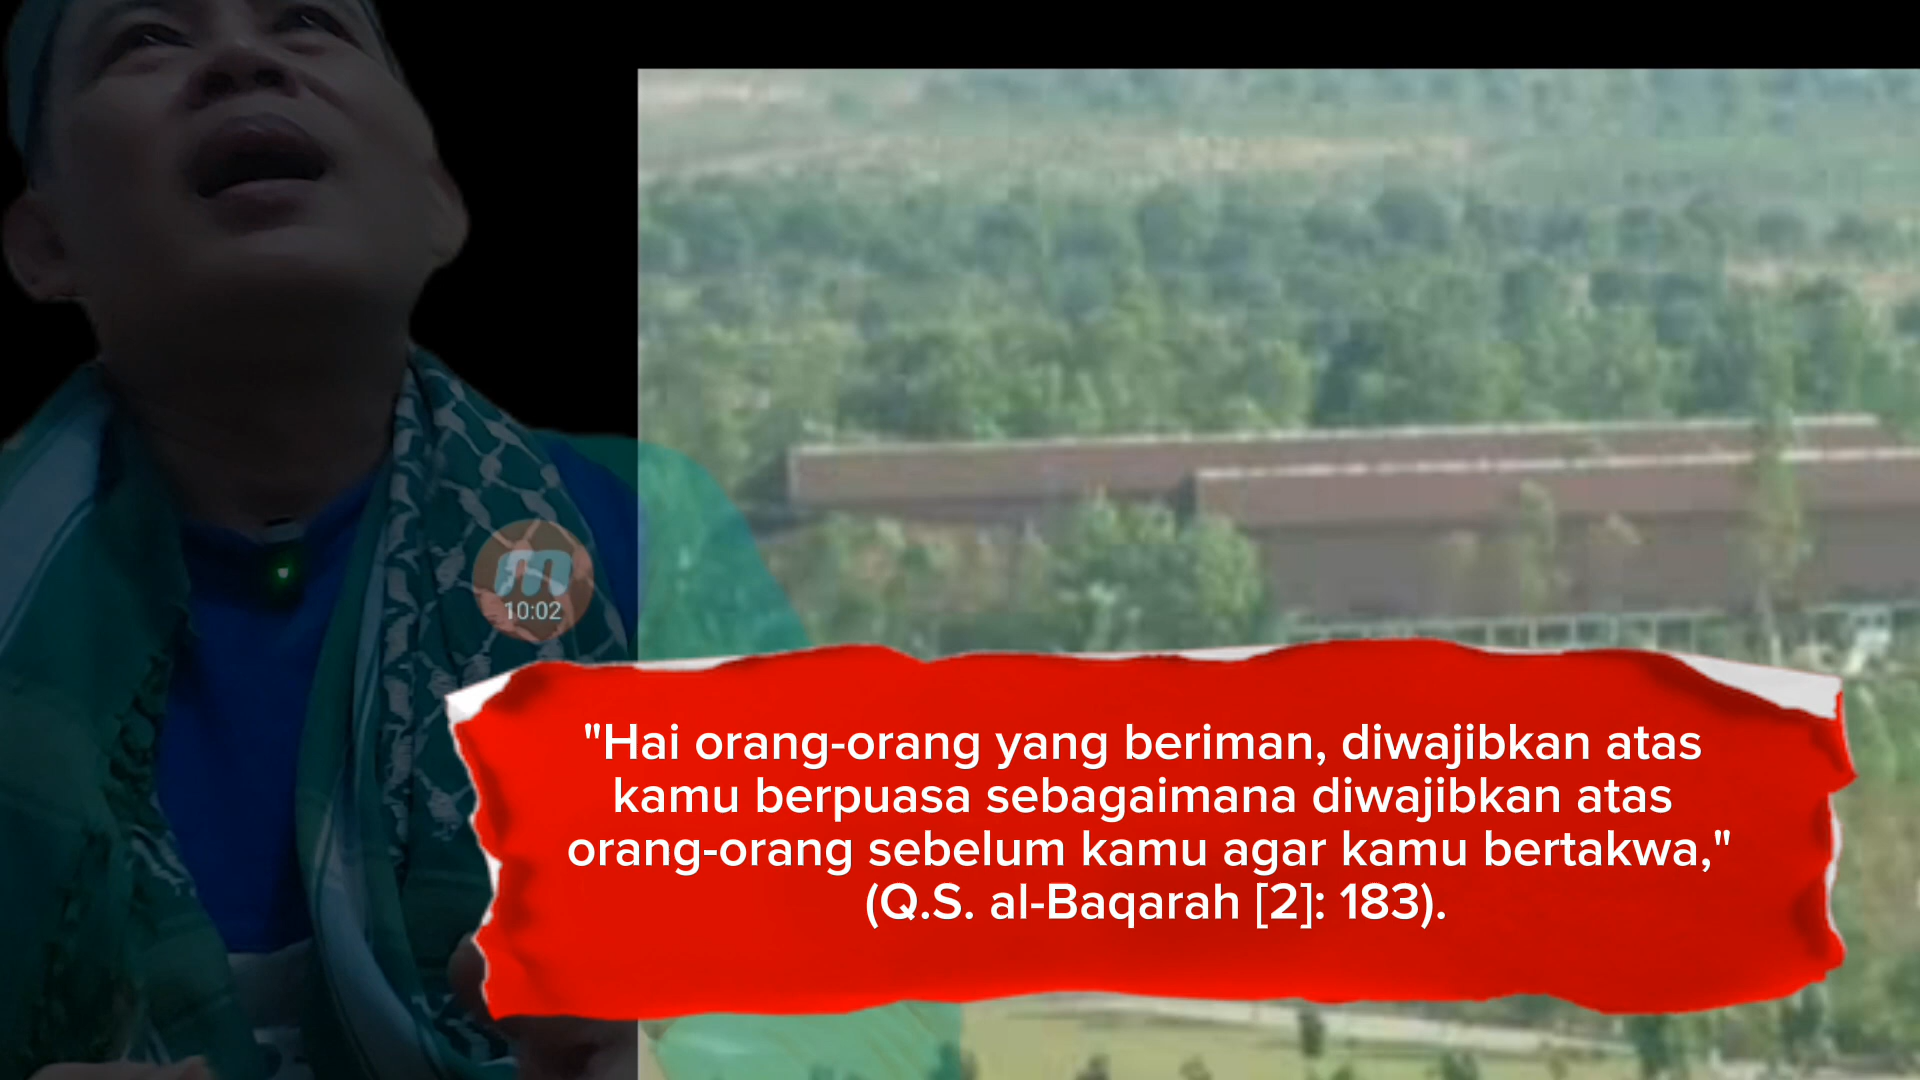 m
10:02
"Hai orang-orang yang beriman, diwajibkan atas
kamu berpuasa sebagaimana diwajibkan atas
orang-orang sebelum kamu agar kamu bertakwa,"
(Q.S. al-Baqarah [2]: 183).